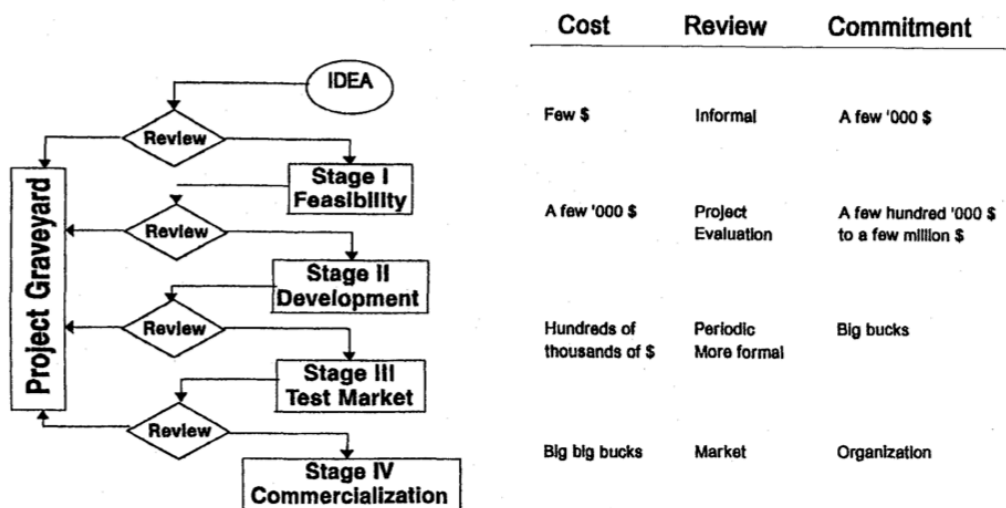 Cost Review Commitment
IDEA
Few $ Informal A few '000 $
Review
Stage I
Feasibility
Project Graveyard
A few '000 $ Project Evaluation A few hundred '000 $ to a few million $
Review
Stage II
Development
Hundreds of thousands of $ Periodic More formal Big bucks
Review
Stage III
Test Market
Review
Big big bucks Market Organization
Stage IV
Commercialization